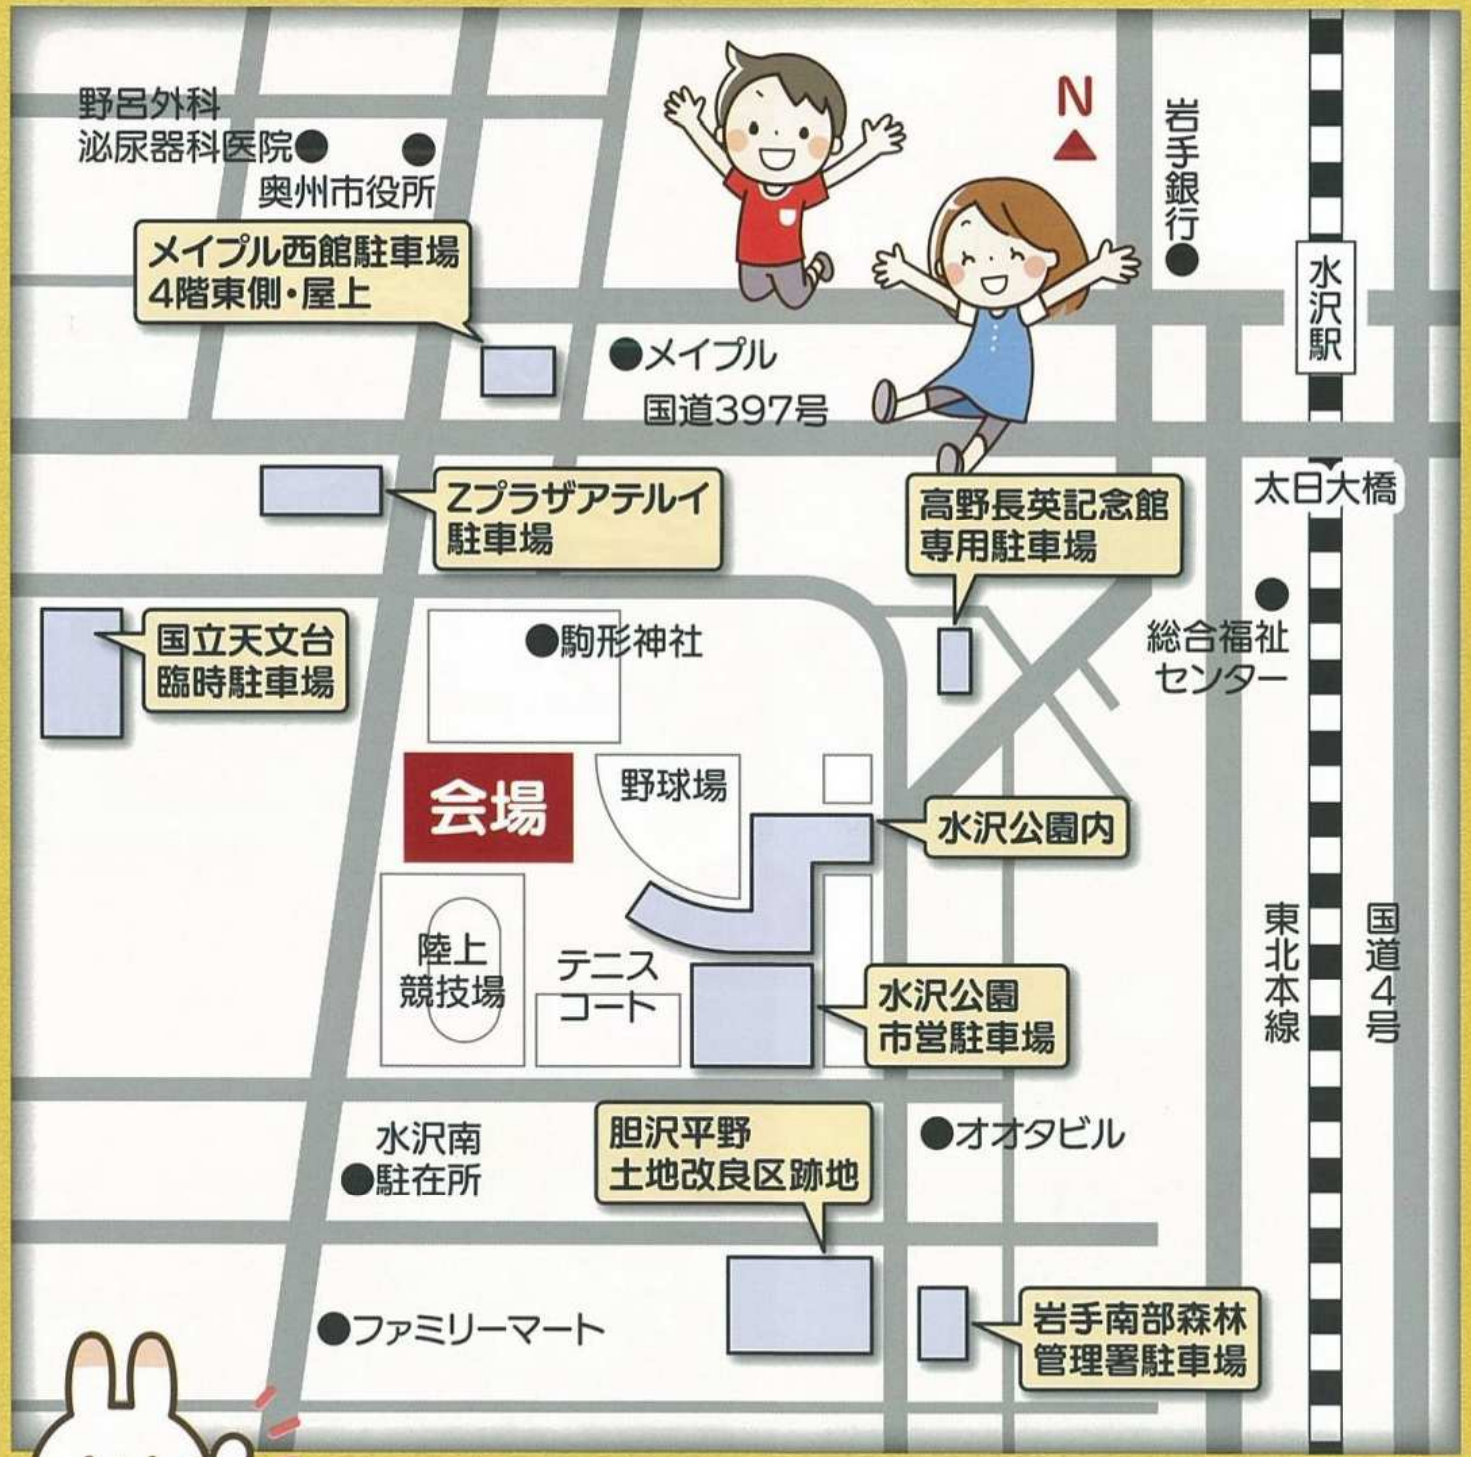 野呂外科
泌尿器科医院
奥州市役所
N
岩手銀行
メイプル西館駐車場
4階東側・屋上
水沢駅
メイプル
国道397号
Zプラザアテルイ
駐車場
高野長英記念館
専用駐車場
太日大橋
国立天文台
臨時駐車場
駒形神社
総合福祉
センター
会場
野球場
水沢公園内
東北本線
国道4号
陸上
競技場
テニス
コート
水沢公園
市営駐車場
水沢南
駐在所
胆沢平野
土地改良区跡地
オオタビル
ファミリーマート
岩手南部森林
管理署駐車場